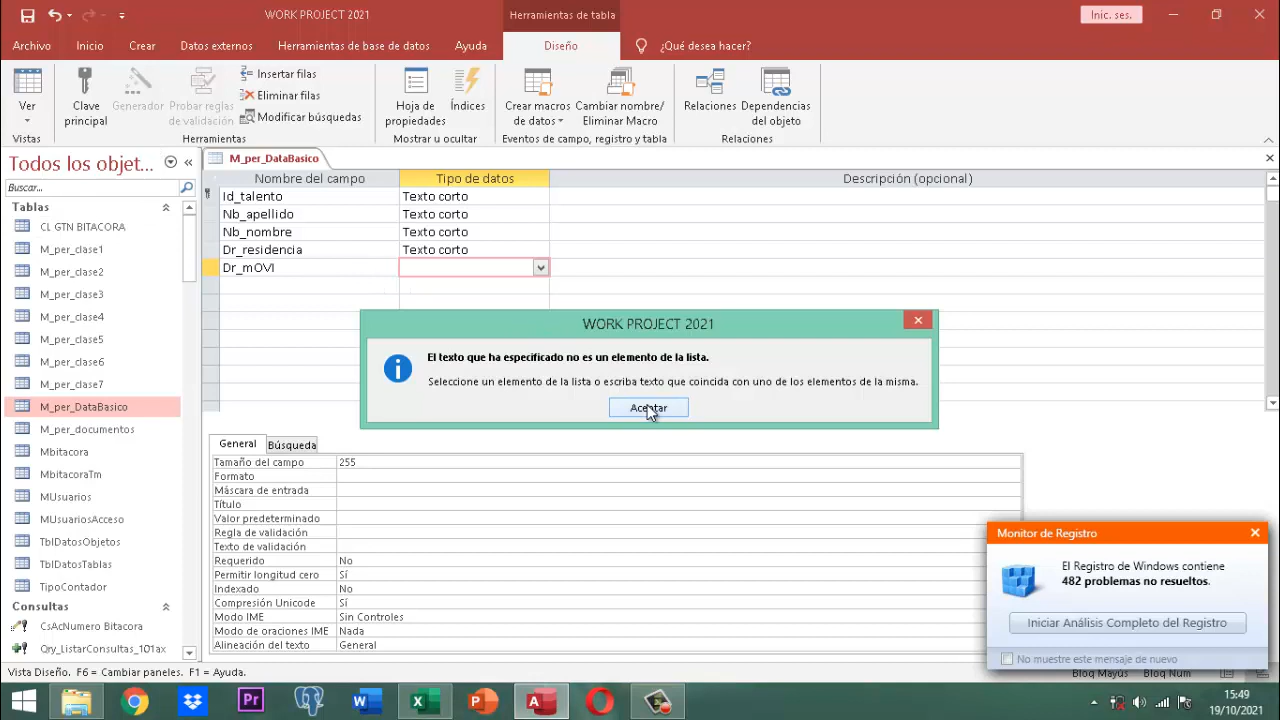 WORK PROJECT 2021
Herramientas de tabla
Inic. ses.
Archivo
Inicio
Crear
Datos externos
Herramientas de base de datos
Ayuda
Diseño
¿Qué desea hacer?
Ver
Clave principal
Generador
Probar reglas de validación
Insertar filas
Eliminar filas
Modificar búsquedas
Hoja de propiedades
Índices
Crear macros de datos
Cambiar nombre/ Eliminar Macro
Relaciones
Dependencias del objeto
Vistas
Herramientas
Mostrar u ocultar
Eventos de campo, registro y tabla
Relaciones
Todos los objet...
Buscar...
Tablas
CL GTN BITACORA
M_per_clase1
M_per_clase2
M_per_clase3
M_per_clase4
M_per_clase5
M_per_clase6
M_per_clase7
M_per_DataBasico
M_per_documentos
Mbitacora
MbitacoraTm
MUsuarios
MUsuariosAcceso
TblDatosObjetos
TblDatosTablas
TipoContador
Consultas
CsAcNumero Bitacora
Qry_ListarConsultas_101ax
M_per_DataBasico
Nombre del campo
Tipo de datos
Descripción (opcional)
Id_talento
Texto corto
Nb_apellido
Texto corto
Nb_nombre
Texto corto
Dr_residencia
Texto corto
Dr_mOVI
WORK PROJECT 2021
El texto que ha especificado no es un elemento de la lista.
Seleccione un elemento de la lista o escriba texto que coincida con uno de los elementos de la misma.
Aceptar
General
Búsqueda
Tamaño del campo
255
Formato
Máscara de entrada
Título
Valor predeterminado
Regla de validación
Texto de validación
Requerido
No
Permitir longitud cero
Sí
Indexado
No
Compresión Unicode
Sí
Modo IME
Sin Controles
Modo de oraciones IME
Nada
Alineación del texto
General
Monitor de Registro
El Registro de Windows contiene
482 problemas no resueltos.
Iniciar Análisis Completo del Registro
No muestre este mensaje de nuevo
Vista Diseño. F6 = Cambiar paneles. F1 = Ayuda.
Bloq Mayús
Bloq Núm
Pr
15:49
19/10/2021